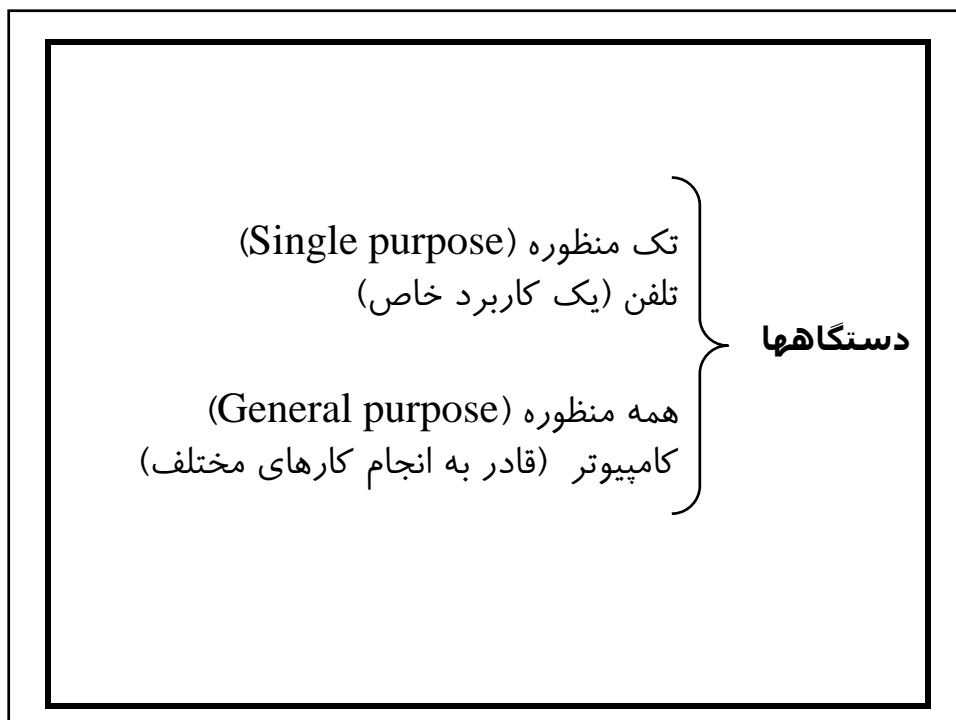 دستگاهها
تک منظوره (Single purpose)
تلفن (یک کاربرد خاص)
همه منظوره (General purpose)
کامپیوتر (قادر به انجام کارهای مختلف)